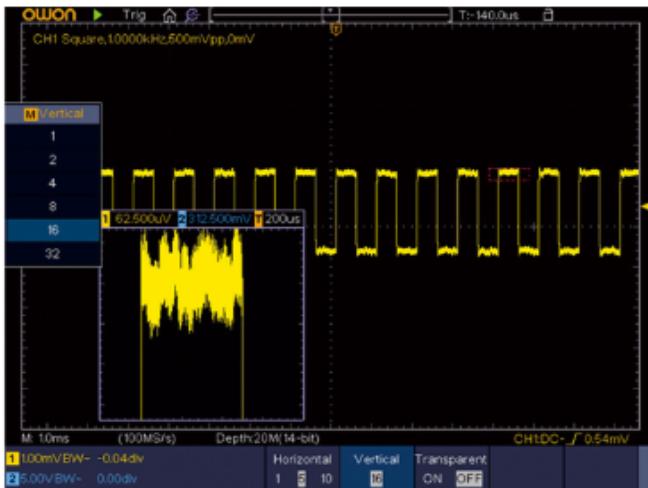 OWON Trig T:-140.0us
CH1 Square,1.0000kHz,500mVpp,0mV
T
M Vertical
1
2
4
8
16
32
1 62.500uV 2 312.500mV T 200us
M: 1.0ms (100MS/s) Depth:20M(14-bit) CH1:DC- 0.54mV
1 1.00mV BW~ -0.04div Horizontal Vertical Transparent
2 5.00V BW~ 0.00div 1 5 10 16 ON OFF